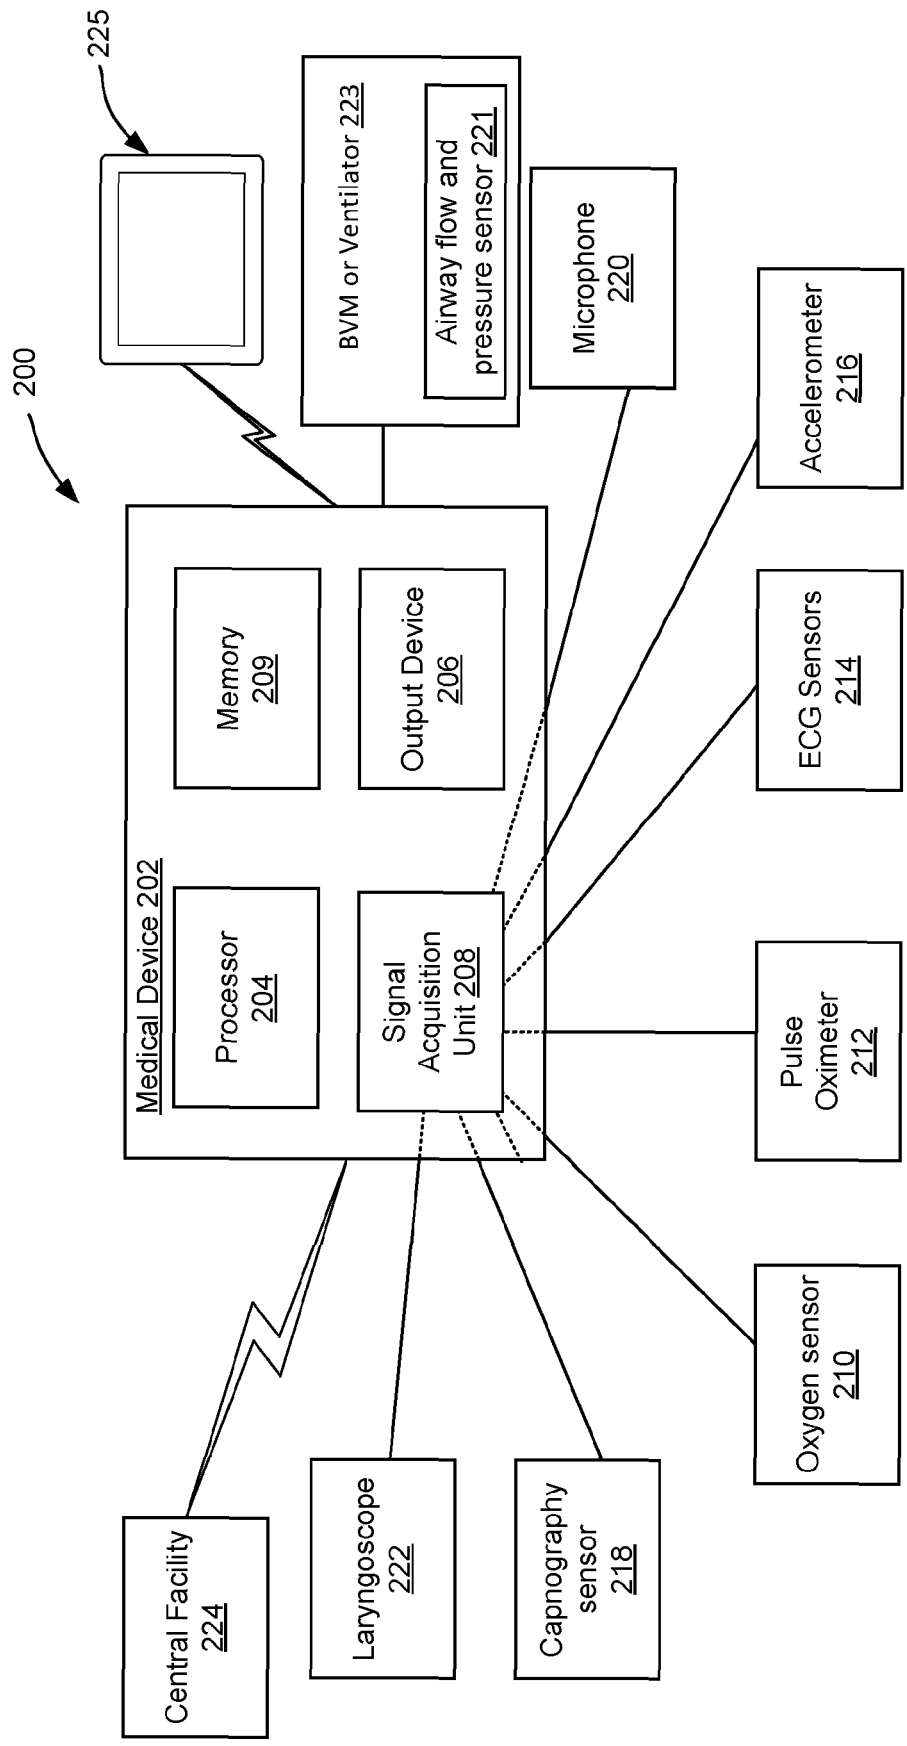 200
225
Central Facility
224
Medical Device 202
Processor
204
Memory
209
Signal
Acquisition
Unit 208
Output Device
206
BVM or Ventilator 223
Airway flow and
pressure sensor 221
Laryngoscope
222
Capnography
sensor
218
Microphone
220
Oxygen sensor
210
Pulse
Oximeter
212
ECG Sensors
214
Accelerometer
216